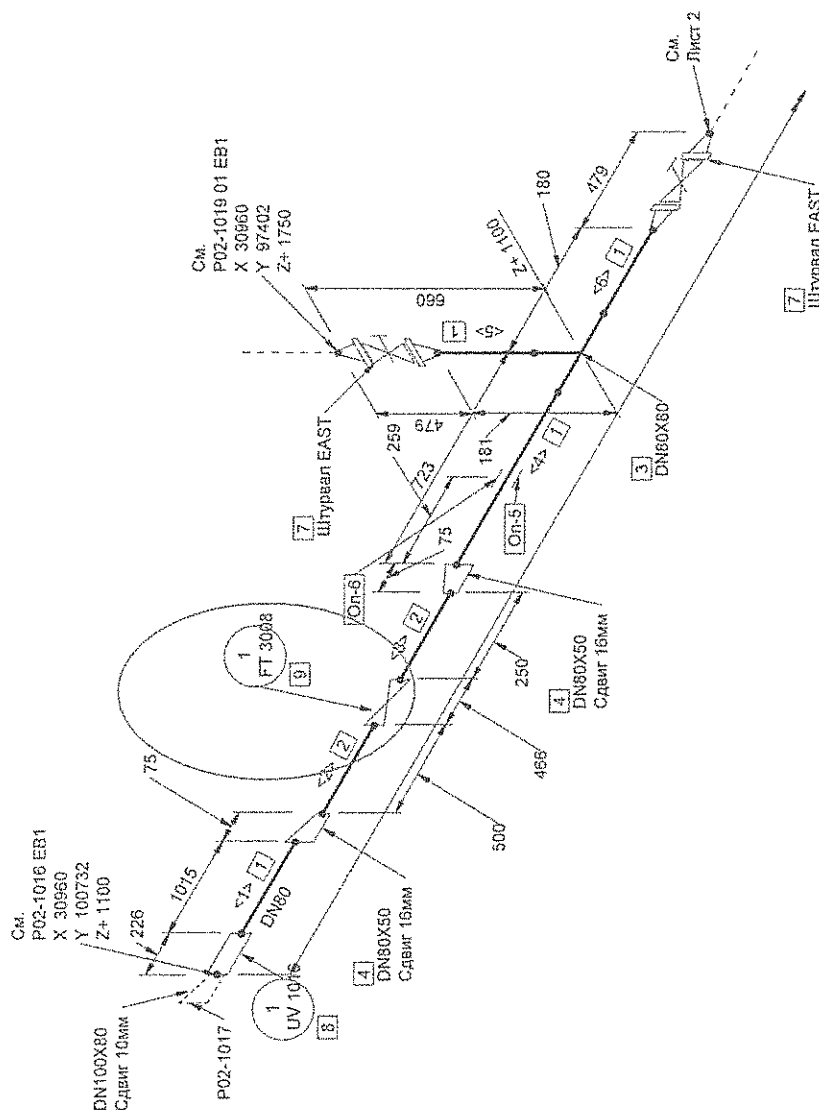 См.
P02-1016 EB1
X 30960
Y 100732
Z+ 1100
DN100X80
Сдвиг 10мм
P02-1017
226
1015
75
<1> 1
DN80
1
UV 1016
8
4
DN80X50
Сдвиг 16мм
<2> 2
1
FT 3008
9
500
466
250
<3> 2
4
DN80X50
Сдвиг 16мм
Оп-6
Оп-5
75
259
723
<4> 1
181
479
7
Штурвал EAST
См.
P02-1019 01 EB1
X 30960
Y 97402
Z+ 1750
660
<5> 1
Z+ 1100
180
479
<6> 1
3
DN80X80
7
Штурвал EAST
См.
Лист 2